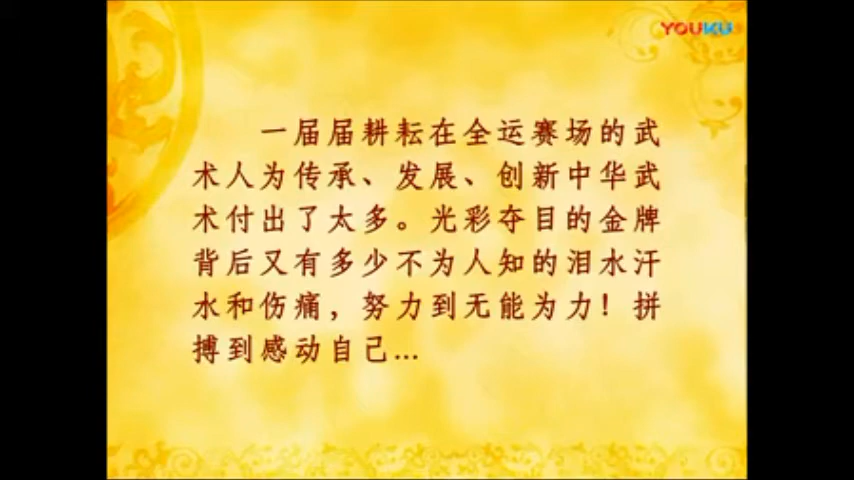 YOUKU
一届届耕耘在全运赛场的武
术人为传承、发展、创新中华武
术付出了太多。光彩夺目的金牌
背后又有多少不为人知的泪水汗
水和伤痛，努力到无能为力！拼
搏到感动自己...